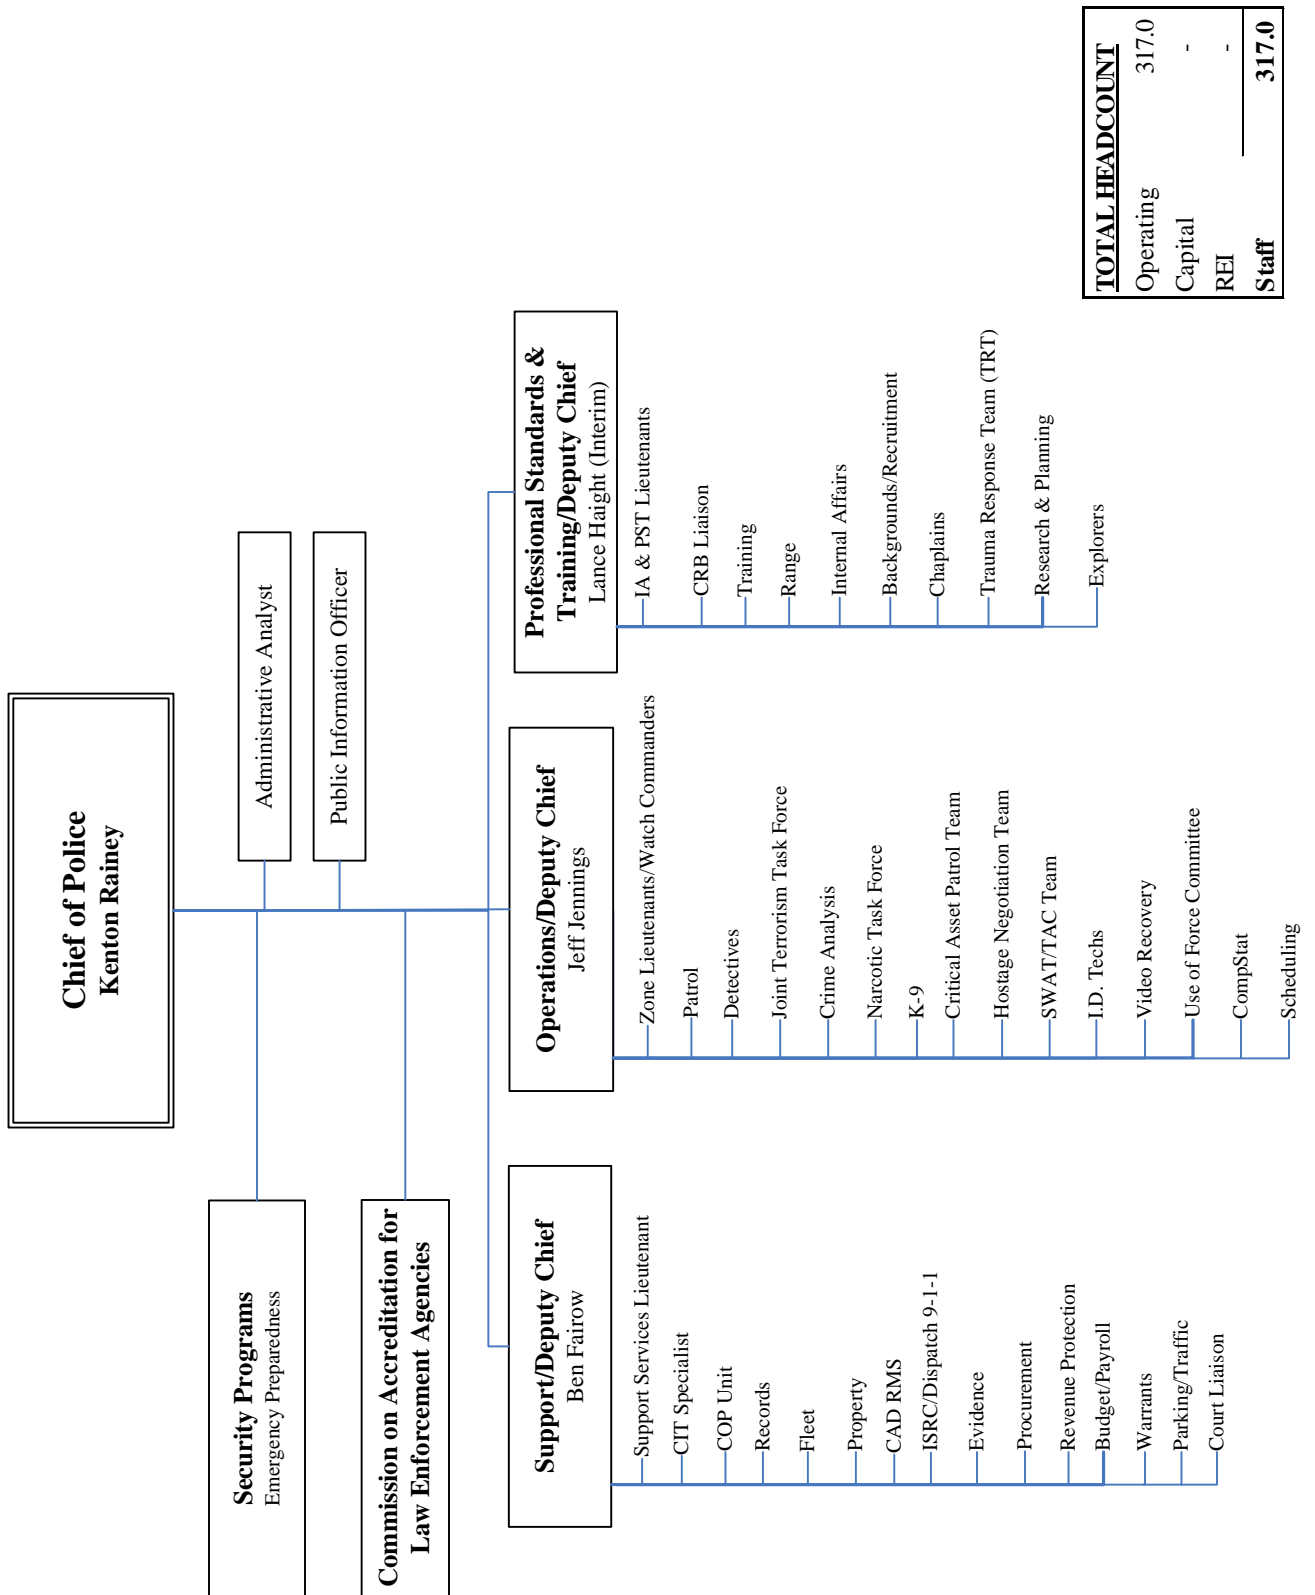 Chief of Police
Kenton Rainey
Security Programs
Emergency Preparedness
Administrative Analyst
Public Information Officer
Commission on Accreditation for
Law Enforcement Agencies
Support/Deputy Chief
Ben Fairow
Support Services Lieutenant
CIT Specialist
COP Unit
Records
Fleet
Property
CAD RMS
ISRC/Dispatch 9-1-1
Evidence
Procurement
Revenue Protection
Budget/Payroll
Warrants
Parking/Traffic
Court Liaison
Operations/Deputy Chief
Jeff Jennings
Zone Lieutenants/Watch Commanders
Patrol
Detectives
Joint Terrorism Task Force
Crime Analysis
Narcotic Task Force
K-9
Critical Asset Patrol Team
Hostage Negotiation Team
SWAT/TAC Team
I.D. Techs
Video Recovery
Use of Force Committee
CompStat
Scheduling
Professional Standards &
Training/Deputy Chief
Lance Haight (Interim)
IA & PST Lieutenants
CRB Liaison
Training
Range
Internal Affairs
Backgrounds/Recruitment
Chaplains
Trauma Response Team (TRT)
Research & Planning
Explorers
TOTAL HEADCOUNT
Operating 317.0
Capital -
REI -
Staff 317.0